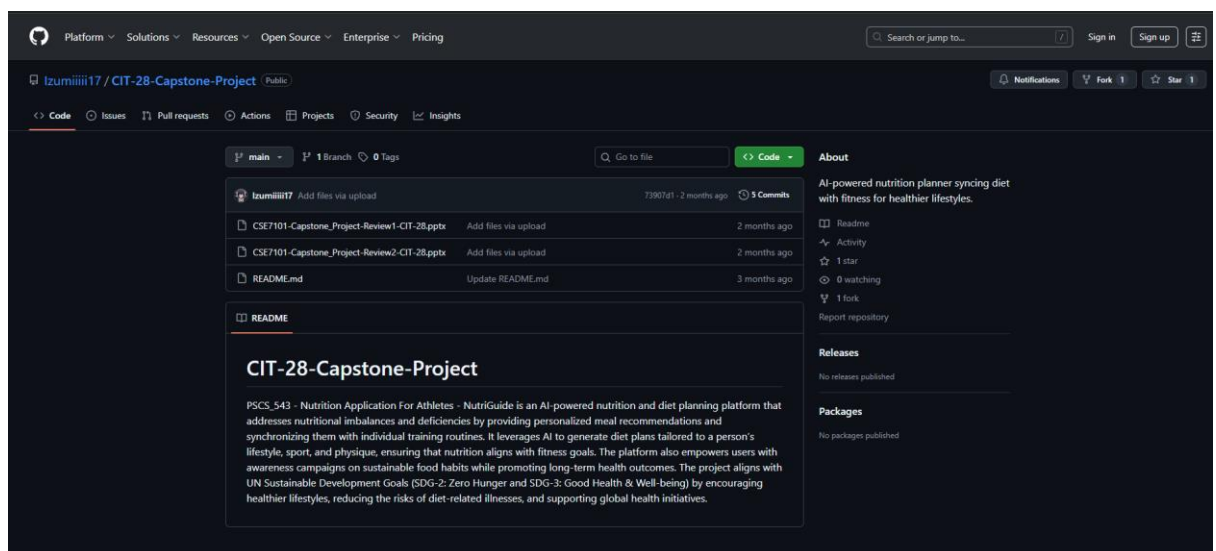 Platform Solutions Resources Open Source Enterprise Pricing
Search or jump to... / Sign in Sign up
Izumiiiii17 / CIT-28-Capstone-Project Public
Notifications Fork 1 Star 1
Code Issues Pull requests Actions Projects Security Insights
main 1 Branch 0 Tags Go to file Code
Izumiiiii17 Add files via upload 73907d1 · 2 months ago 5 Commits
CSE7101-Capstone_Project-Review1-CIT-28.pptx Add files via upload 2 months ago
CSE7101-Capstone_Project-Review2-CIT-28.pptx Add files via upload 2 months ago
README.md Update README.md 3 months ago
README
CIT-28-Capstone-Project
PSCS_543 - Nutrition Application For Athletes - NutriGuide is an AI-powered nutrition and diet planning platform that
addresses nutritional imbalances and deficiencies by providing personalized meal recommendations and
synchronizing them with individual training routines. It leverages AI to generate diet plans tailored to a person's
lifestyle, sport, and physique, ensuring that nutrition aligns with fitness goals. The platform also empowers users with
awareness campaigns on sustainable food habits while promoting long-term health outcomes. The project aligns with
UN Sustainable Development Goals (SDG-2: Zero Hunger and SDG-3: Good Health & Well-being) by encouraging
healthier lifestyles, reducing the risks of diet-related illnesses, and supporting global health initiatives.
About
AI-powered nutrition planner syncing diet
with fitness for healthier lifestyles.
Readme
Activity
1 star
0 watching
1 fork
Report repository
Releases
No releases published
Packages
No packages published